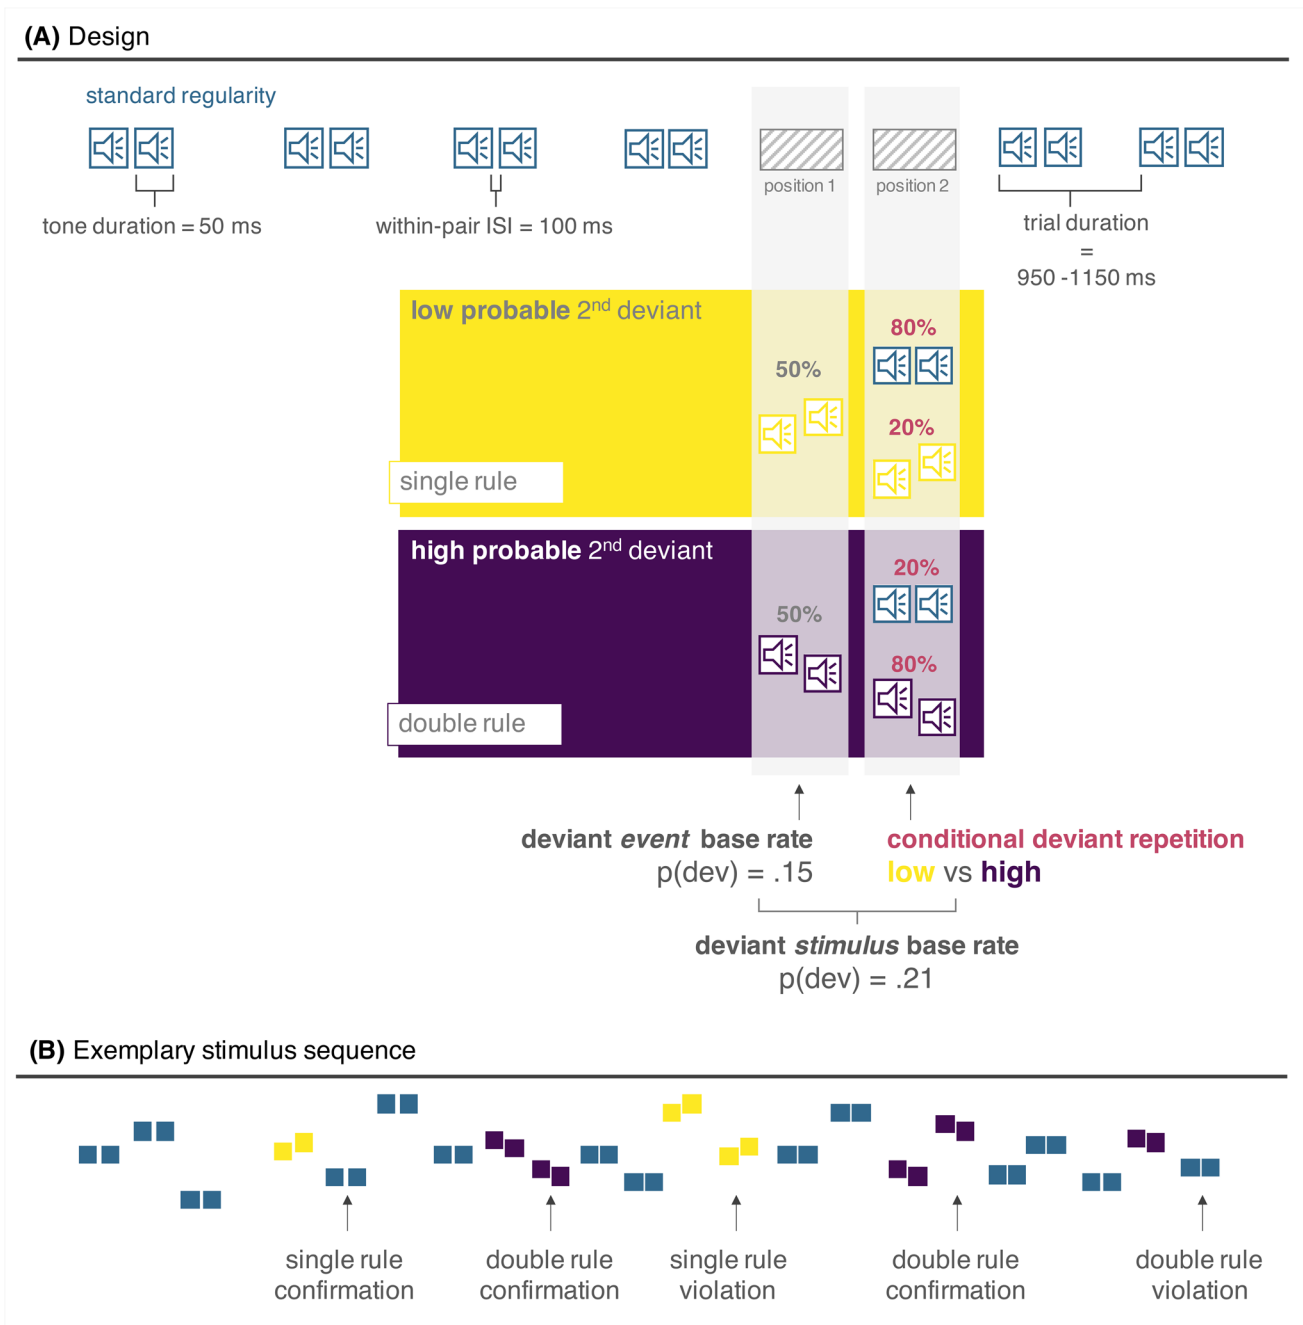 (A) Design
standard regularity
position 1
position 2
tone duration = 50 ms
within-pair ISI = 100 ms
trial duration
=
950 -1150 ms
low probable 2nd deviant
80%
50%
20%
single rule
high probable 2nd deviant
20%
50%
80%
double rule
deviant event base rate
p(dev) = .15
conditional deviant repetition
low vs high
deviant stimulus base rate
p(dev) = .21
(B) Exemplary stimulus sequence
single rule
confirmation
double rule
confirmation
single rule
violation
double rule
confirmation
double rule
violation